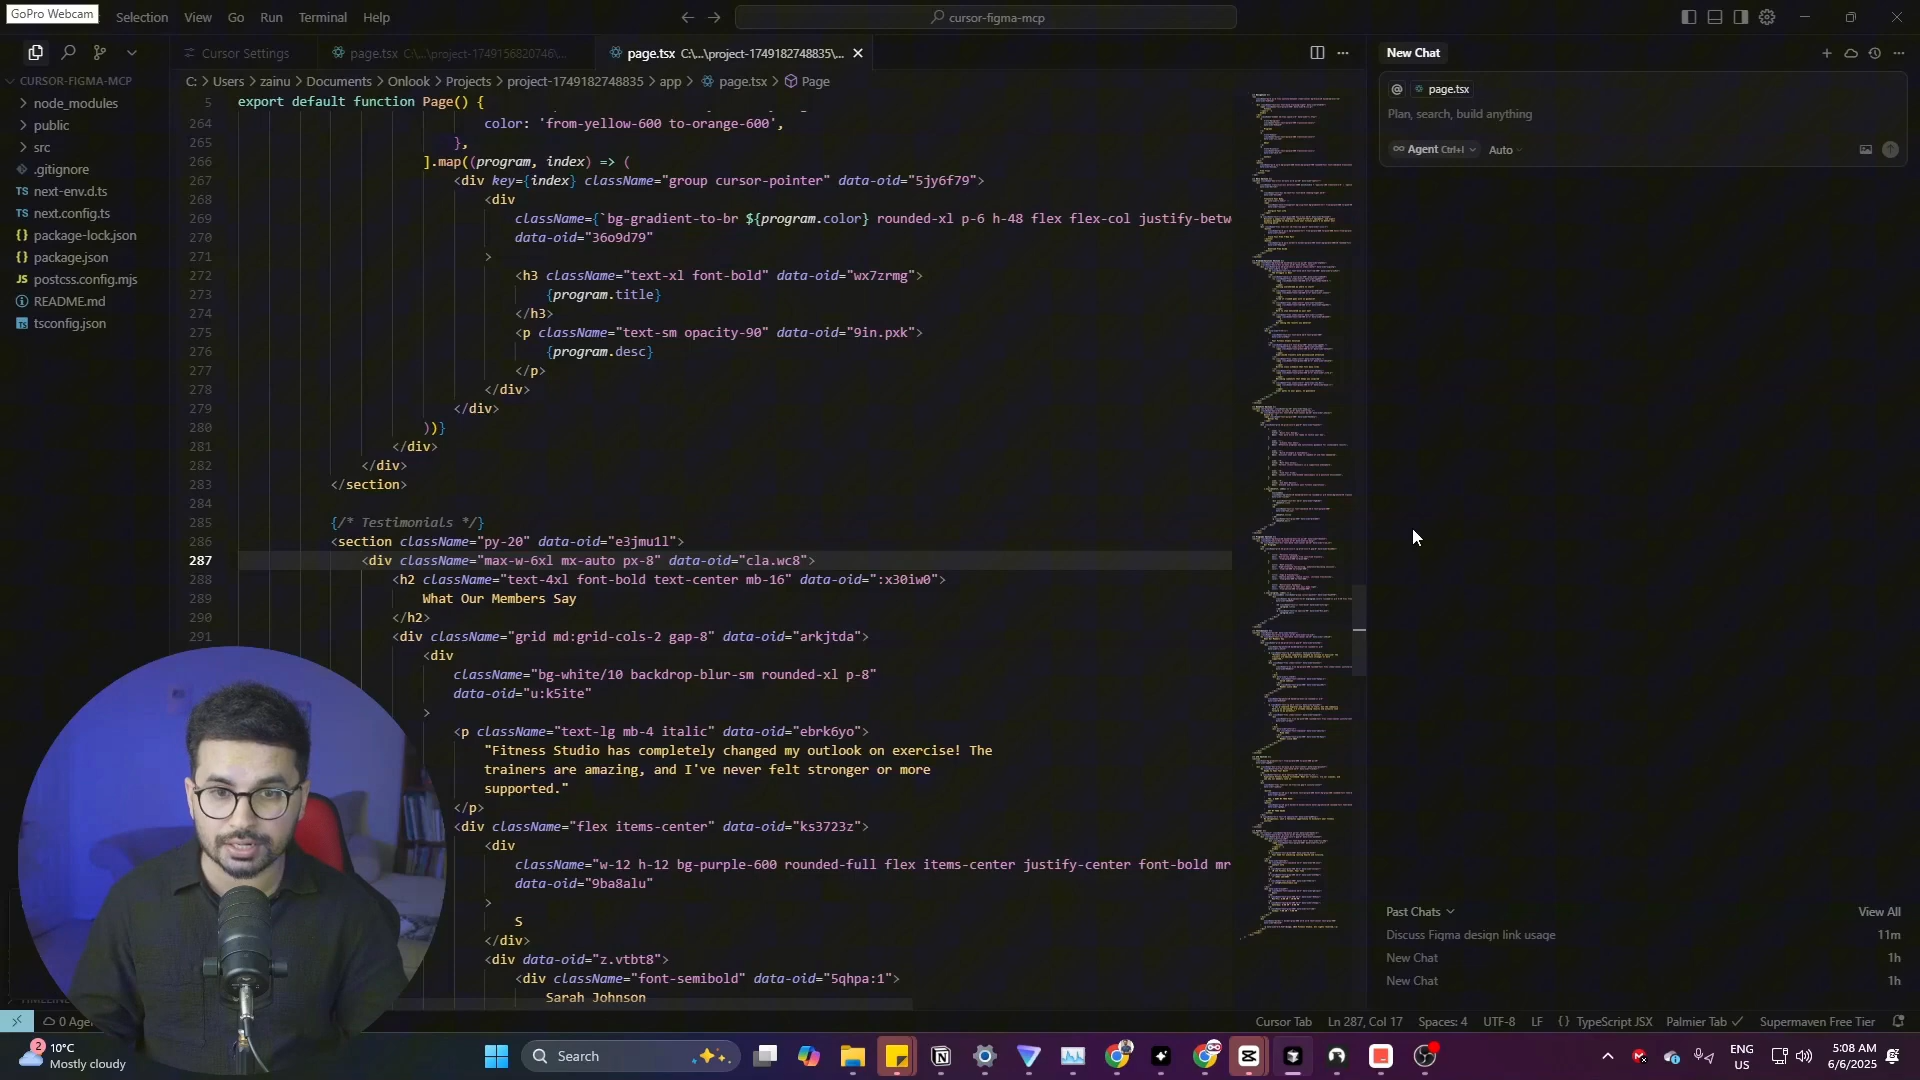 GoPro Webcam
Selection View Go Run Terminal Help
cursor-figma-mcp
Cursor Settings
page.tsx C:\...\project-1749156820746\...
page.tsx C:\...\project-1749182748835\...
New Chat
CURSOR-FIGMA-MCP
node_modules
public
src
.gitignore
TS next-env.d.ts
TS next.config.ts
{} package-lock.json
{} package.json
JS postcss.config.mjs
README.md
tsconfig.json
C: > Users > zainu > Documents > Onlook > Projects > project-1749182748835 > app > page.tsx > Page
5 export default function Page() {
264 color: 'from-yellow-600 to-orange-600',
265 },
266 ].map((program, index) => (
267 <div key={index} className="group cursor-pointer" data-oid="5jy6f79">
268 <div
269 className={`bg-gradient-to-br ${program.color} rounded-xl p-6 h-48 flex flex-col justify-betw
270 data-oid="36o9d79"
271 >
272 <h3 className="text-xl font-bold" data-oid="wx7zrmg">
273 {program.title}
274 </h3>
275 <p className="text-sm opacity-90" data-oid="9in.pxk">
276 {program.desc}
277 </p>
278 </div>
279 </div>
280 ))}
281 </div>
282 </div>
283 </section>
284
285 {/* Testimonials */}
286 <section className="py-20" data-oid="e3jmu1l">
287 <div className="max-w-6xl mx-auto px-8" data-oid="cla.wc8">
288 <h2 className="text-4xl font-bold text-center mb-16" data-oid=":x30iw0">
289 What Our Members Say
290 </h2>
291 <div className="grid md:grid-cols-2 gap-8" data-oid="arkjtda">
<div
className="bg-white/10 backdrop-blur-sm rounded-xl p-8"
data-oid="u:k5ite"
>
<p className="text-lg mb-4 italic" data-oid="ebrk6yo">
"Fitness Studio has completely changed my outlook on exercise! The
trainers are amazing, and I've never felt stronger or more
supported."
</p>
<div className="flex items-center" data-oid="ks3723z">
<div
className="w-12 h-12 bg-purple-600 rounded-full flex items-center justify-center font-bold mr
data-oid="9ba8alu"
>
S
</div>
<div data-oid="z.vtbt8">
<div className="font-semibold" data-oid="5qhpa:1">
Sarah Johnson
@ page.tsx
Plan, search, build anything
Agent Ctrl+I Auto
Past Chats View All
Discuss Figma design link usage 11m
New Chat 1h
New Chat 1h
TIMELINE
0 Age
Cursor Tab Ln 287, Col 17 Spaces: 4 UTF-8 LF {} TypeScript JSX Palmier Tab Supermaven Free Tier
2
10°C
Mostly cloudy
Search
ENG
US
5:08 AM
6/6/2025